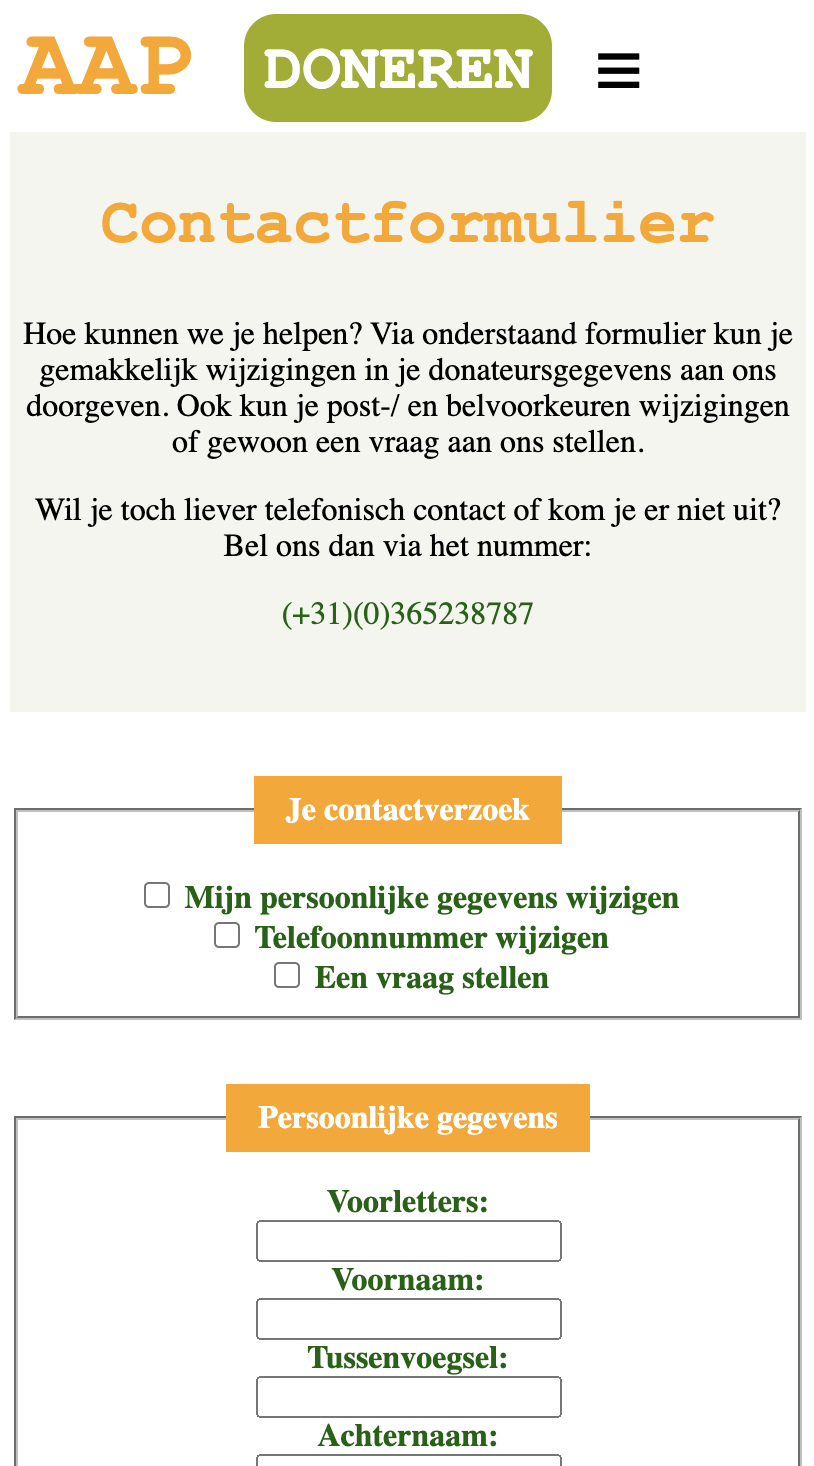 AAP
DONEREN
Contactformulier
Hoe kunnen we je helpen? Via onderstaand formulier kun je
gemakkelijk wijzigingen in je donateursgegevens aan ons
doorgeven. Ook kun je post-/ en belvoorkeuren wijzigingen
of gewoon een vraag aan ons stellen.
Wil je toch liever telefonisch contact of kom je er niet uit?
Bel ons dan via het nummer:
(+31)(0)365238787
Je contactverzoek
Mijn persoonlijke gegevens wijzigen
Telefoonnummer wijzigen
Een vraag stellen
Persoonlijke gegevens
Voorletters:
Voornaam:
Tussenvoegsel:
Achternaam: